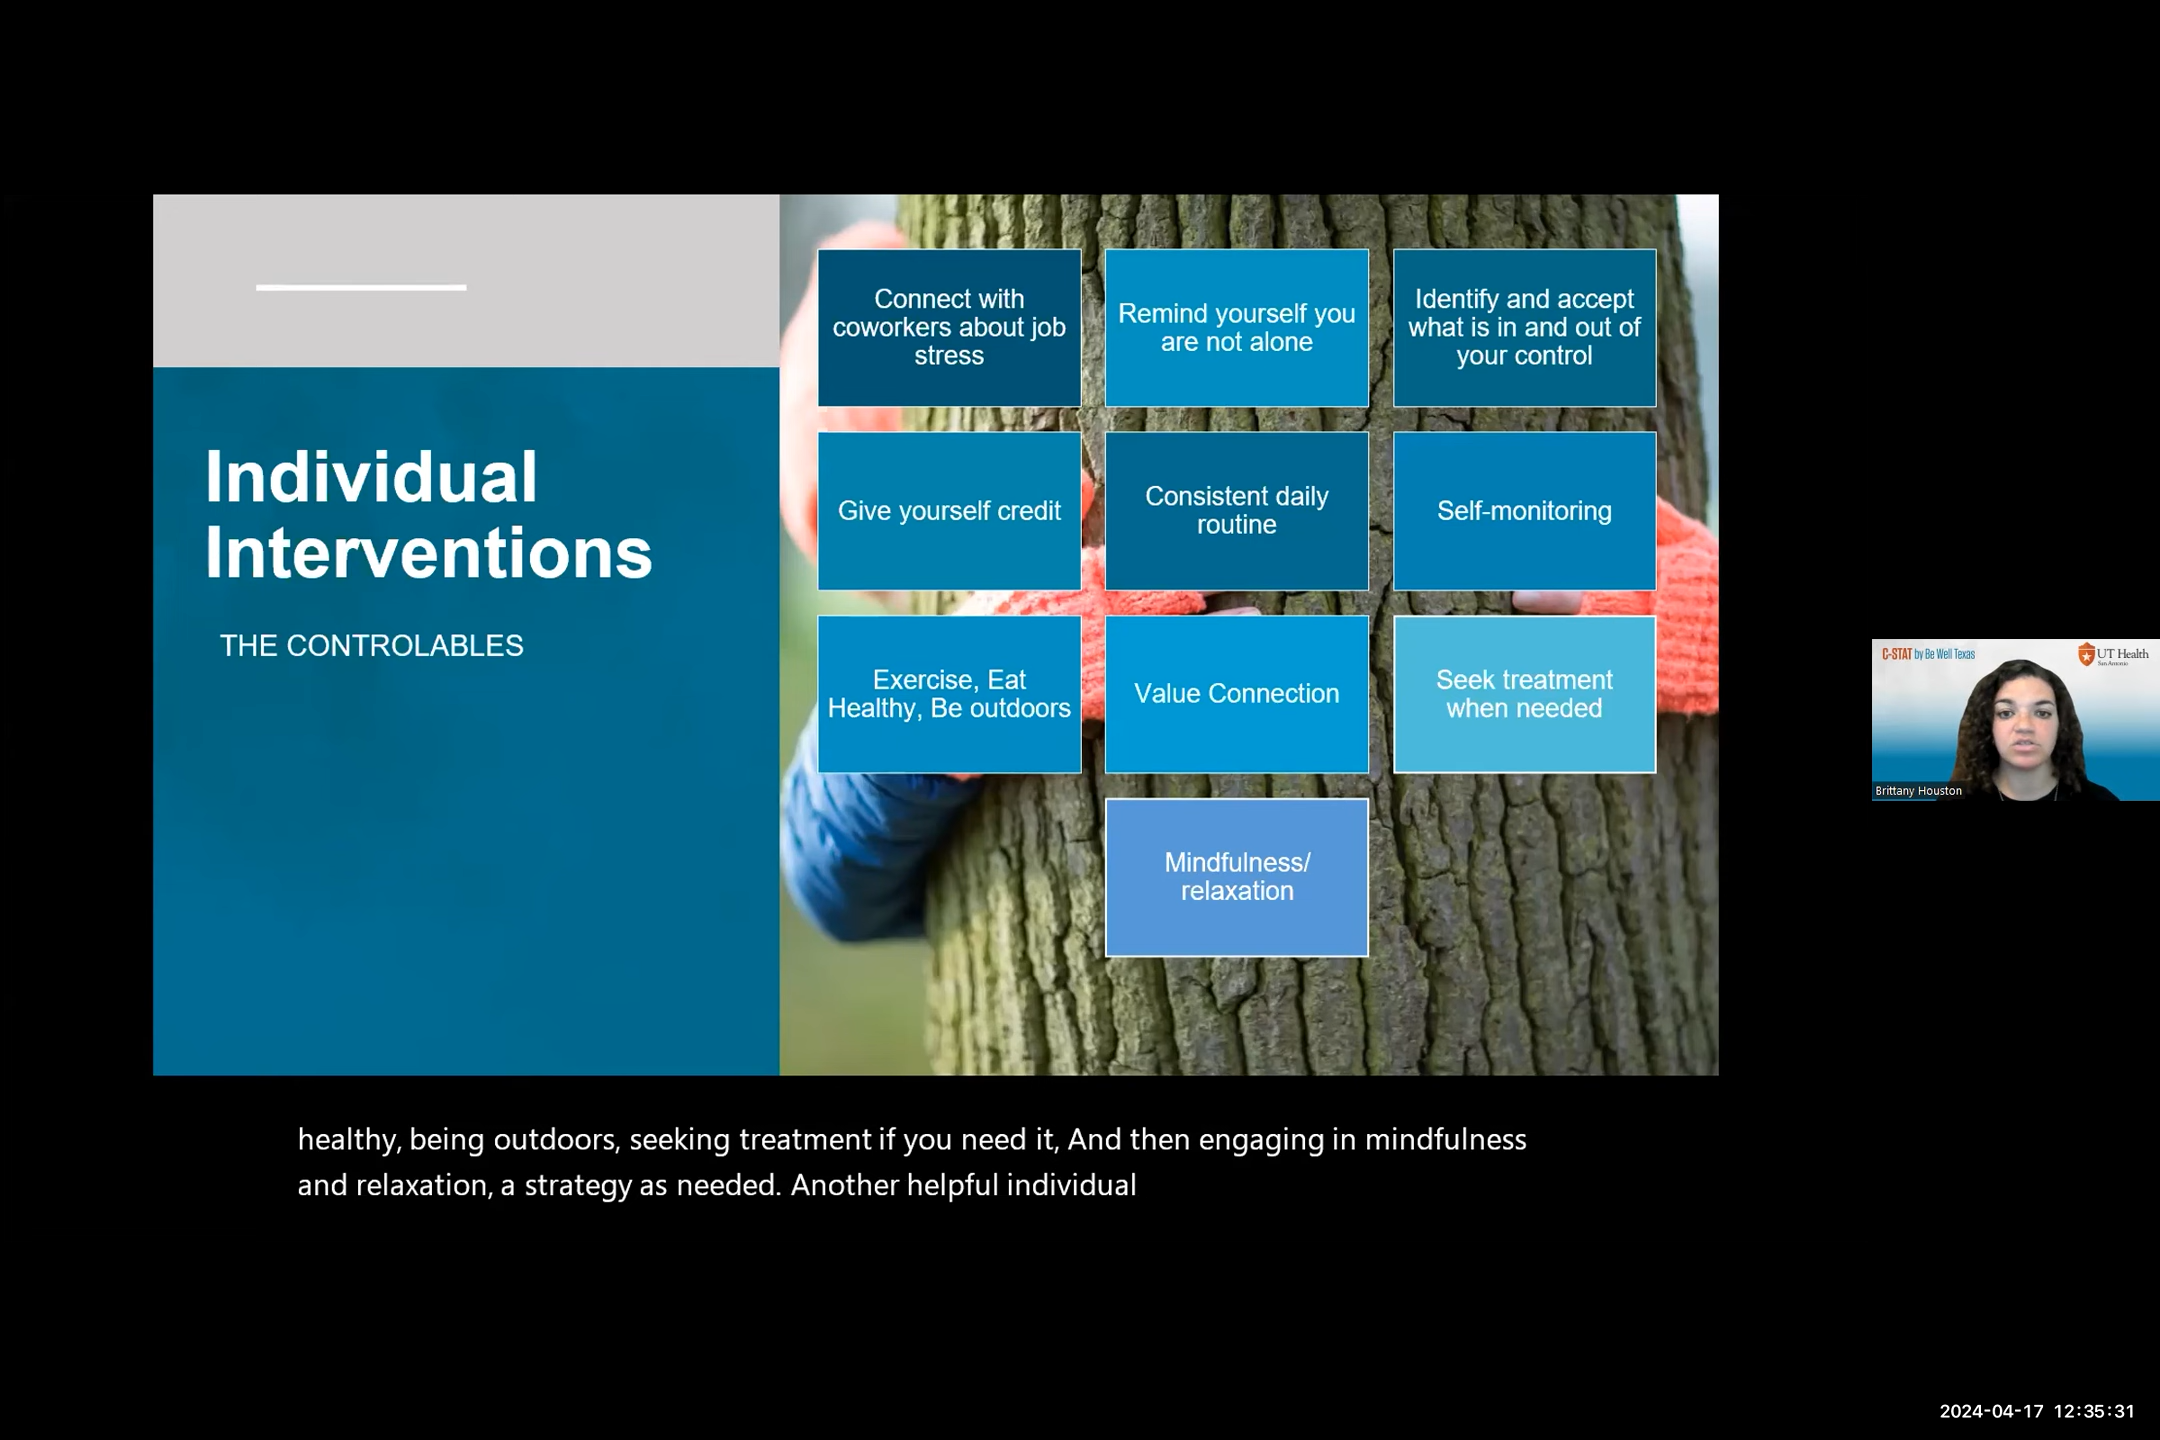 Individual
Interventions
THE CONTROLABLES
Connect with
coworkers about job
stress
Remind yourself you
are not alone
Identify and accept
what is in and out of
your control
Give yourself credit
Consistent daily
routine
Self-monitoring
Exercise, Eat
Healthy, Be outdoors
Value Connection
Seek treatment
when needed
Mindfulness/
relaxation
C-STAT by Be Well Texas
UT Health
San Antonio
Brittany Houston
healthy, being outdoors, seeking treatment if you need it, And then engaging in mindfulness
and relaxation, a strategy as needed. Another helpful individual
2024-04-17 12:35:31